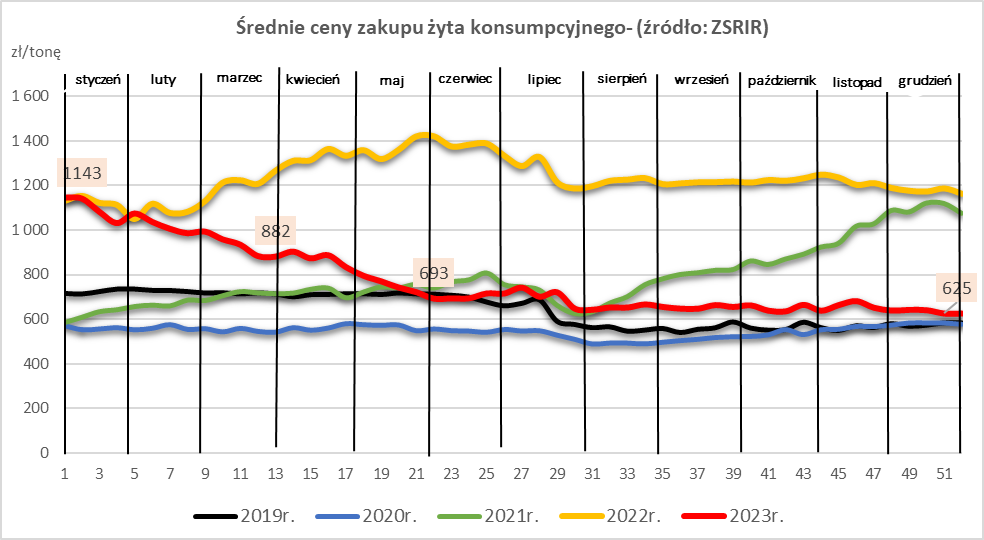 Średnie ceny zakupu żyta konsumpcyjnego- (źródło: ZSRIR)
zł/tonę
styczeń luty marzec kwiecień maj czerwiec lipiec sierpień wrzesień październik listopad grudzień
1 600
1 400
1 200
1 000
800
600
400
200
0
1143
882
693
625
1 3 5 7 9 11 13 15 17 19 21 23 25 27 29 31 33 35 37 39 41 43 45 47 49 51
2019r. 2020r. 2021r. 2022r. 2023r.